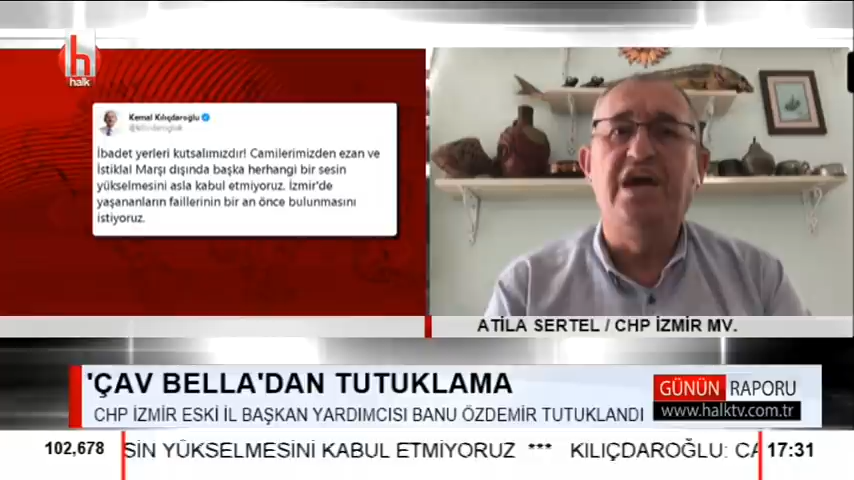 halk
Kemal Kılıçdaroğlu
İbadet yerleri kutsalımızdır! Camilerimizden ezan ve
İstiklal Marşı dışında başka herhangi bir sesin
yükselmesini asla kabul etmiyoruz. İzmir'de
yaşananların faillerinin bir an önce bulunmasını
istiyoruz.
ATİLA SERTEL / CHP İZMİR MV.
'ÇAV BELLA'DAN TUTUKLAMA
CHP İZMİR ESKİ İL BAŞKAN YARDIMCISI BANU ÖZDEMİR TUTUKLANDI
GÜNÜN RAPORU
www.halktv.com.tr
102,678 SİN YÜKSELMESİNİ KABUL ETMİYORUZ *** KILIÇDAROĞLU: CA 17:31